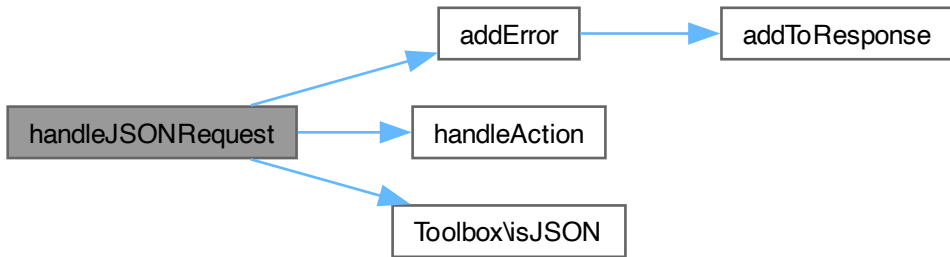 addError
addToResponse
handleJSONRequest
handleAction
Toolbox\isJSON